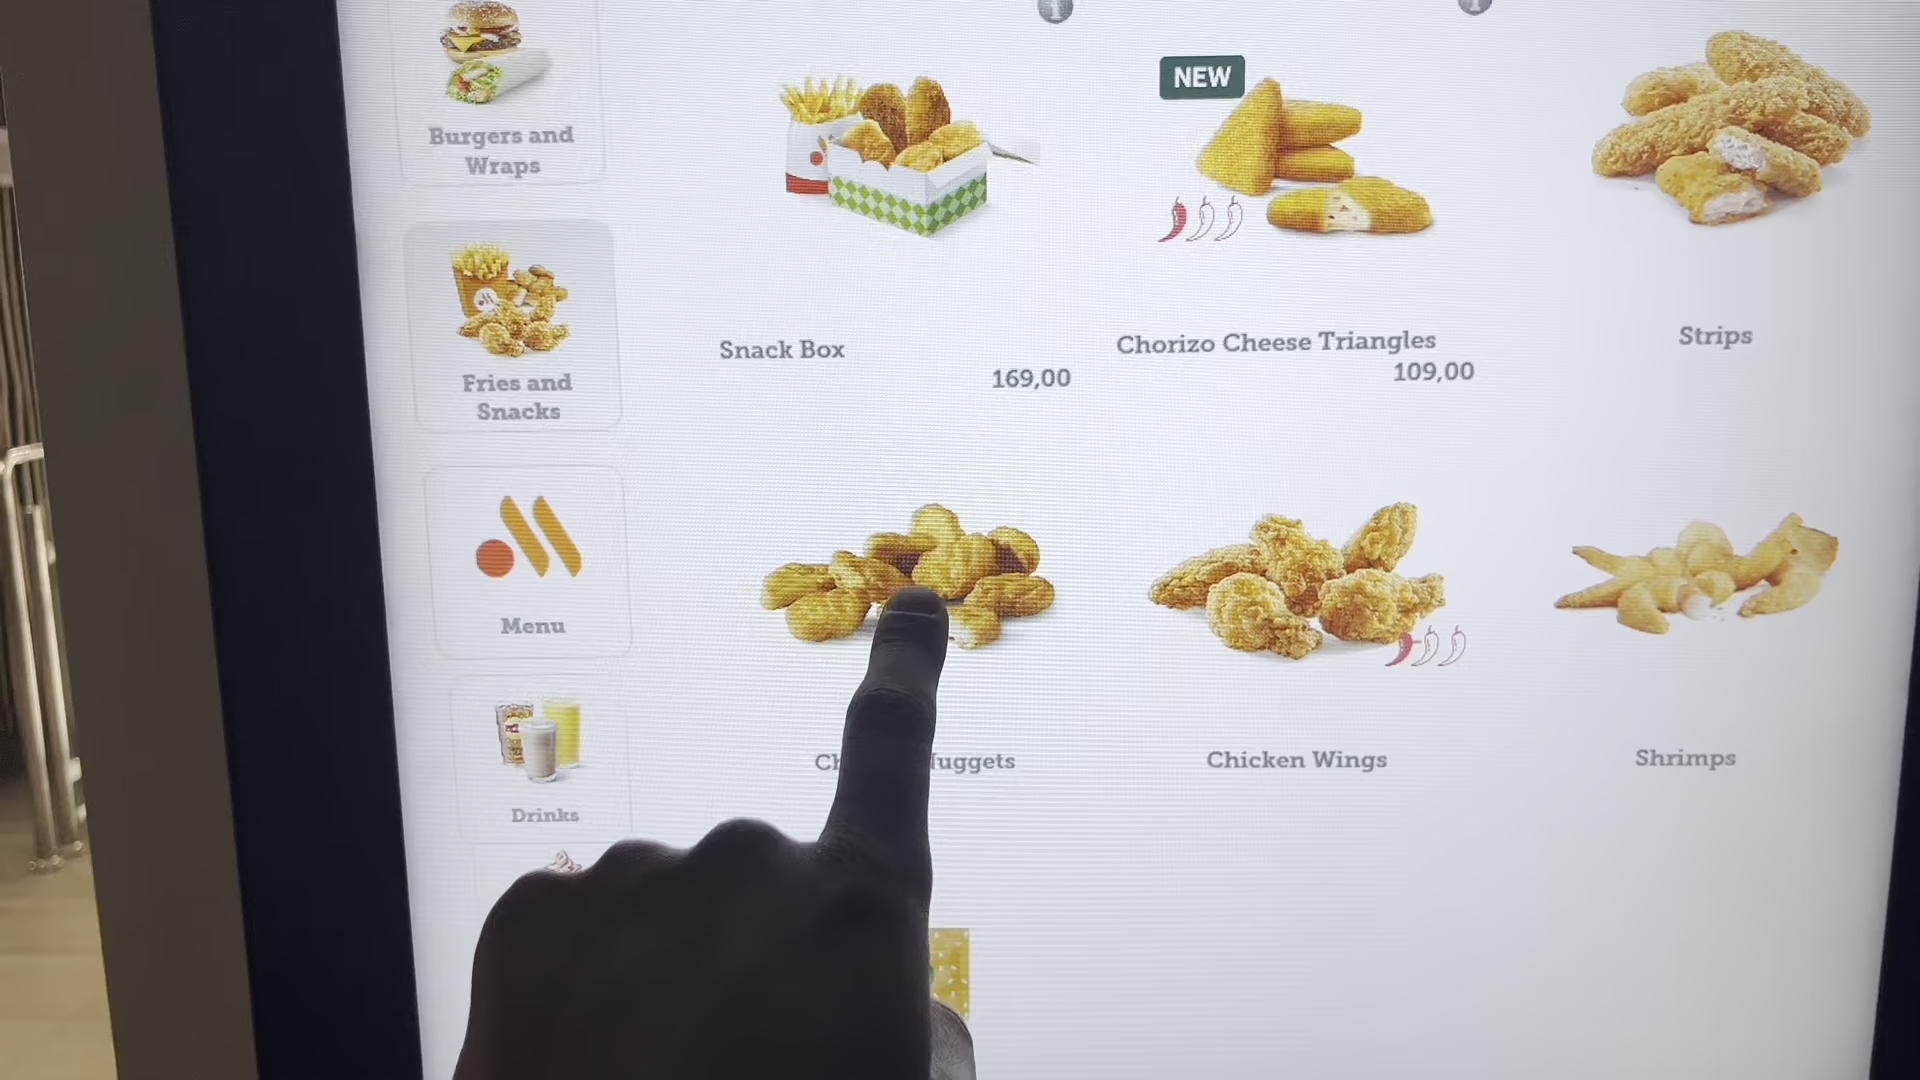 Burgers and
Wraps
Fries and
Snacks
Menu
Drinks
NEW
Snack Box
169,00
Chorizo Cheese Triangles
109,00
Strips
Chicken Wings
Shrimps